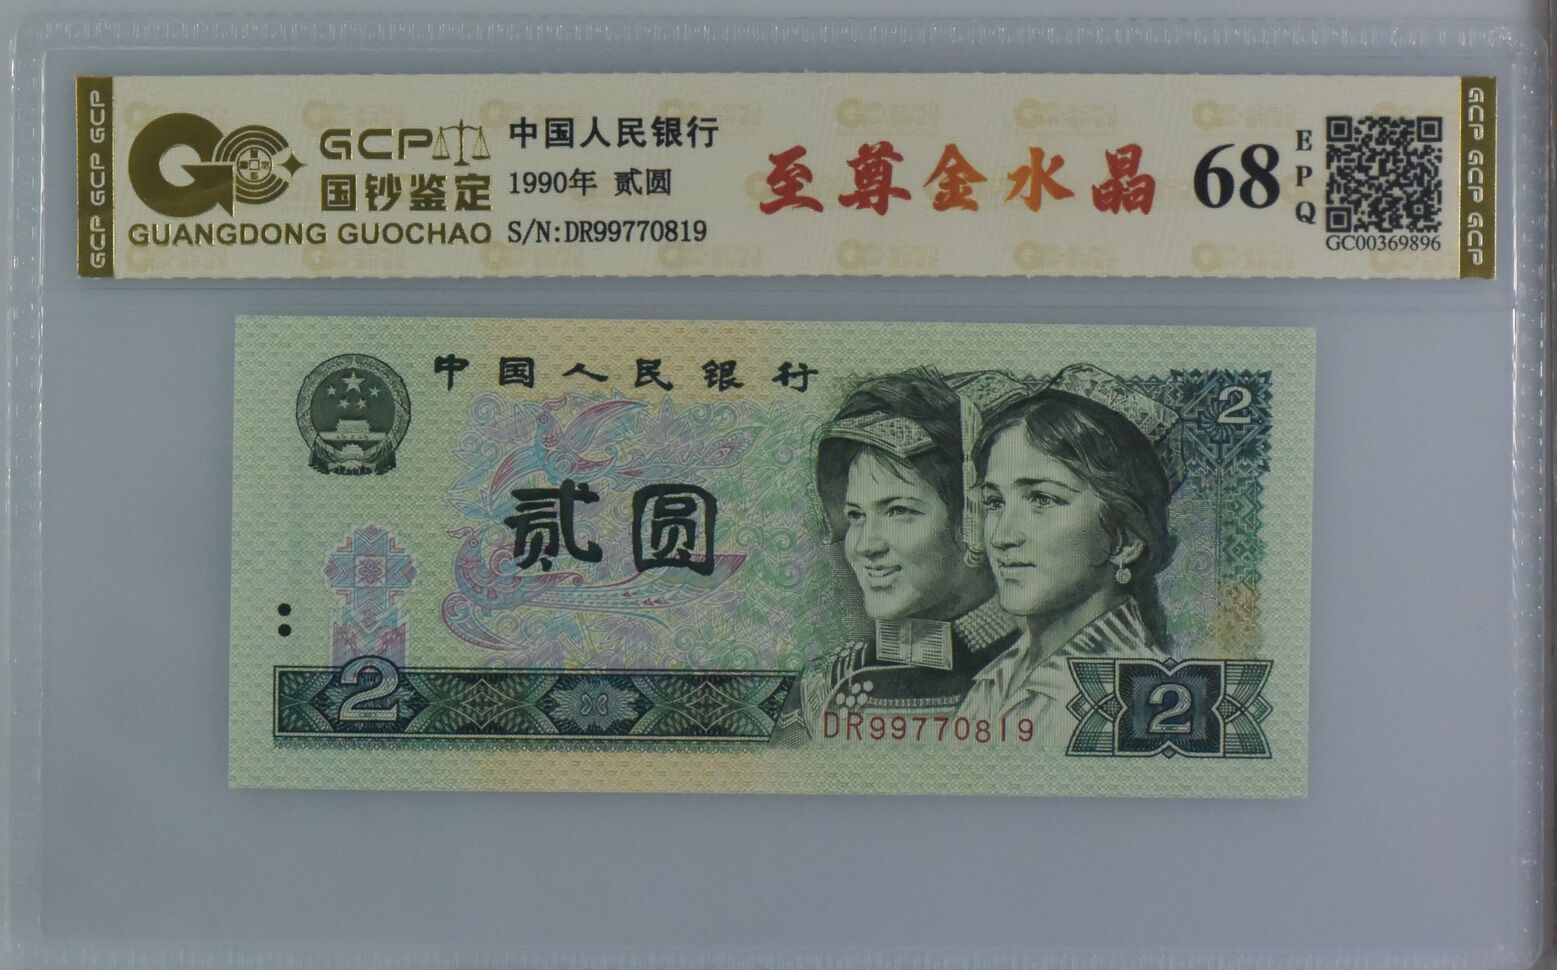 GCP GCP GCP
GCP
国钞鉴定
GUANGDONG GUOCHAO
中国人民银行
1990年 贰圆
S/N:DR99770819
至尊金水晶
68
EPQ
GC00369896
GCP GCP GCP
中国人民银行
2
贰圆
2
DR99770819
2